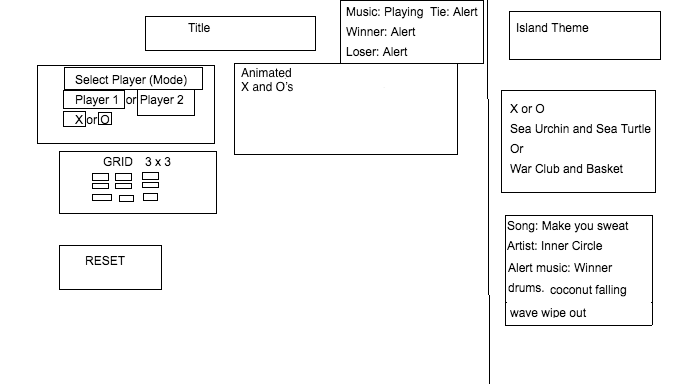 Title
Music: Playing Tie: Alert
Winner: Alert
Loser: Alert
Select Player (Mode)
Player 1 or Player 2
X or O
Animated
X and O's
GRID 3 x 3
RESET
Island Theme
X or O
Sea Urchin and Sea Turtle
Or
War Club and Basket
Song: Make you sweat
Artist: Inner Circle
Alert music: Winner
drums. coconut falling
wave wipe out